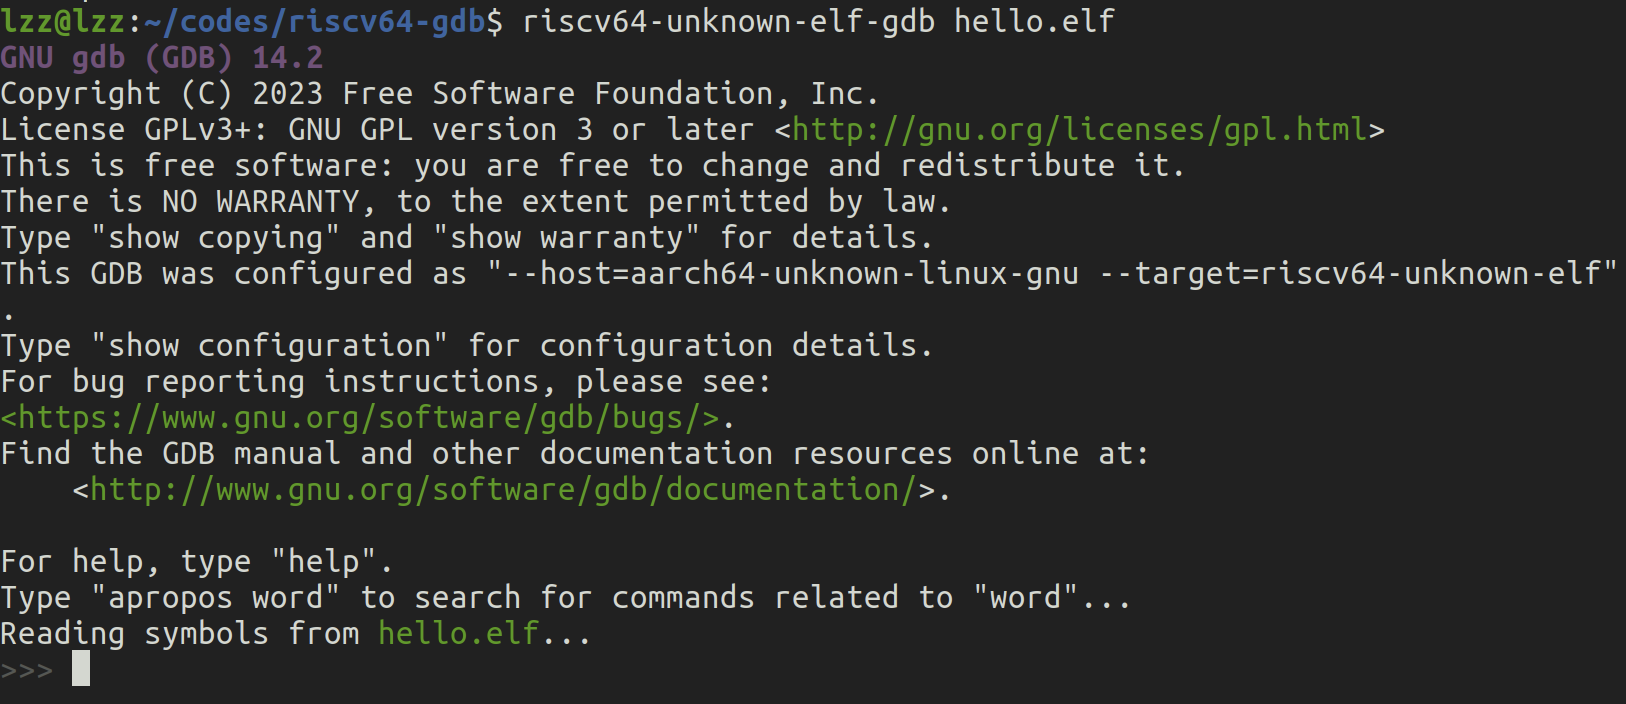 lzz@lzz:~/codes/riscv64-gdb$ riscv64-unknown-elf-gdb hello.elf
GNU gdb (GDB) 14.2
Copyright (C) 2023 Free Software Foundation, Inc.
License GPLv3+: GNU GPL version 3 or later <http://gnu.org/licenses/gpl.html>
This is free software: you are free to change and redistribute it.
There is NO WARRANTY, to the extent permitted by law.
Type "show copying" and "show warranty" for details.
This GDB was configured as "--host=aarch64-unknown-linux-gnu --target=riscv64-unknown-elf"
.
Type "show configuration" for configuration details.
For bug reporting instructions, please see:
<https://www.gnu.org/software/gdb/bugs/>.
Find the GDB manual and other documentation resources online at:
    <http://www.gnu.org/software/gdb/documentation/>.

For help, type "help".
Type "apropos word" to search for commands related to "word"...
Reading symbols from hello.elf...
>>>